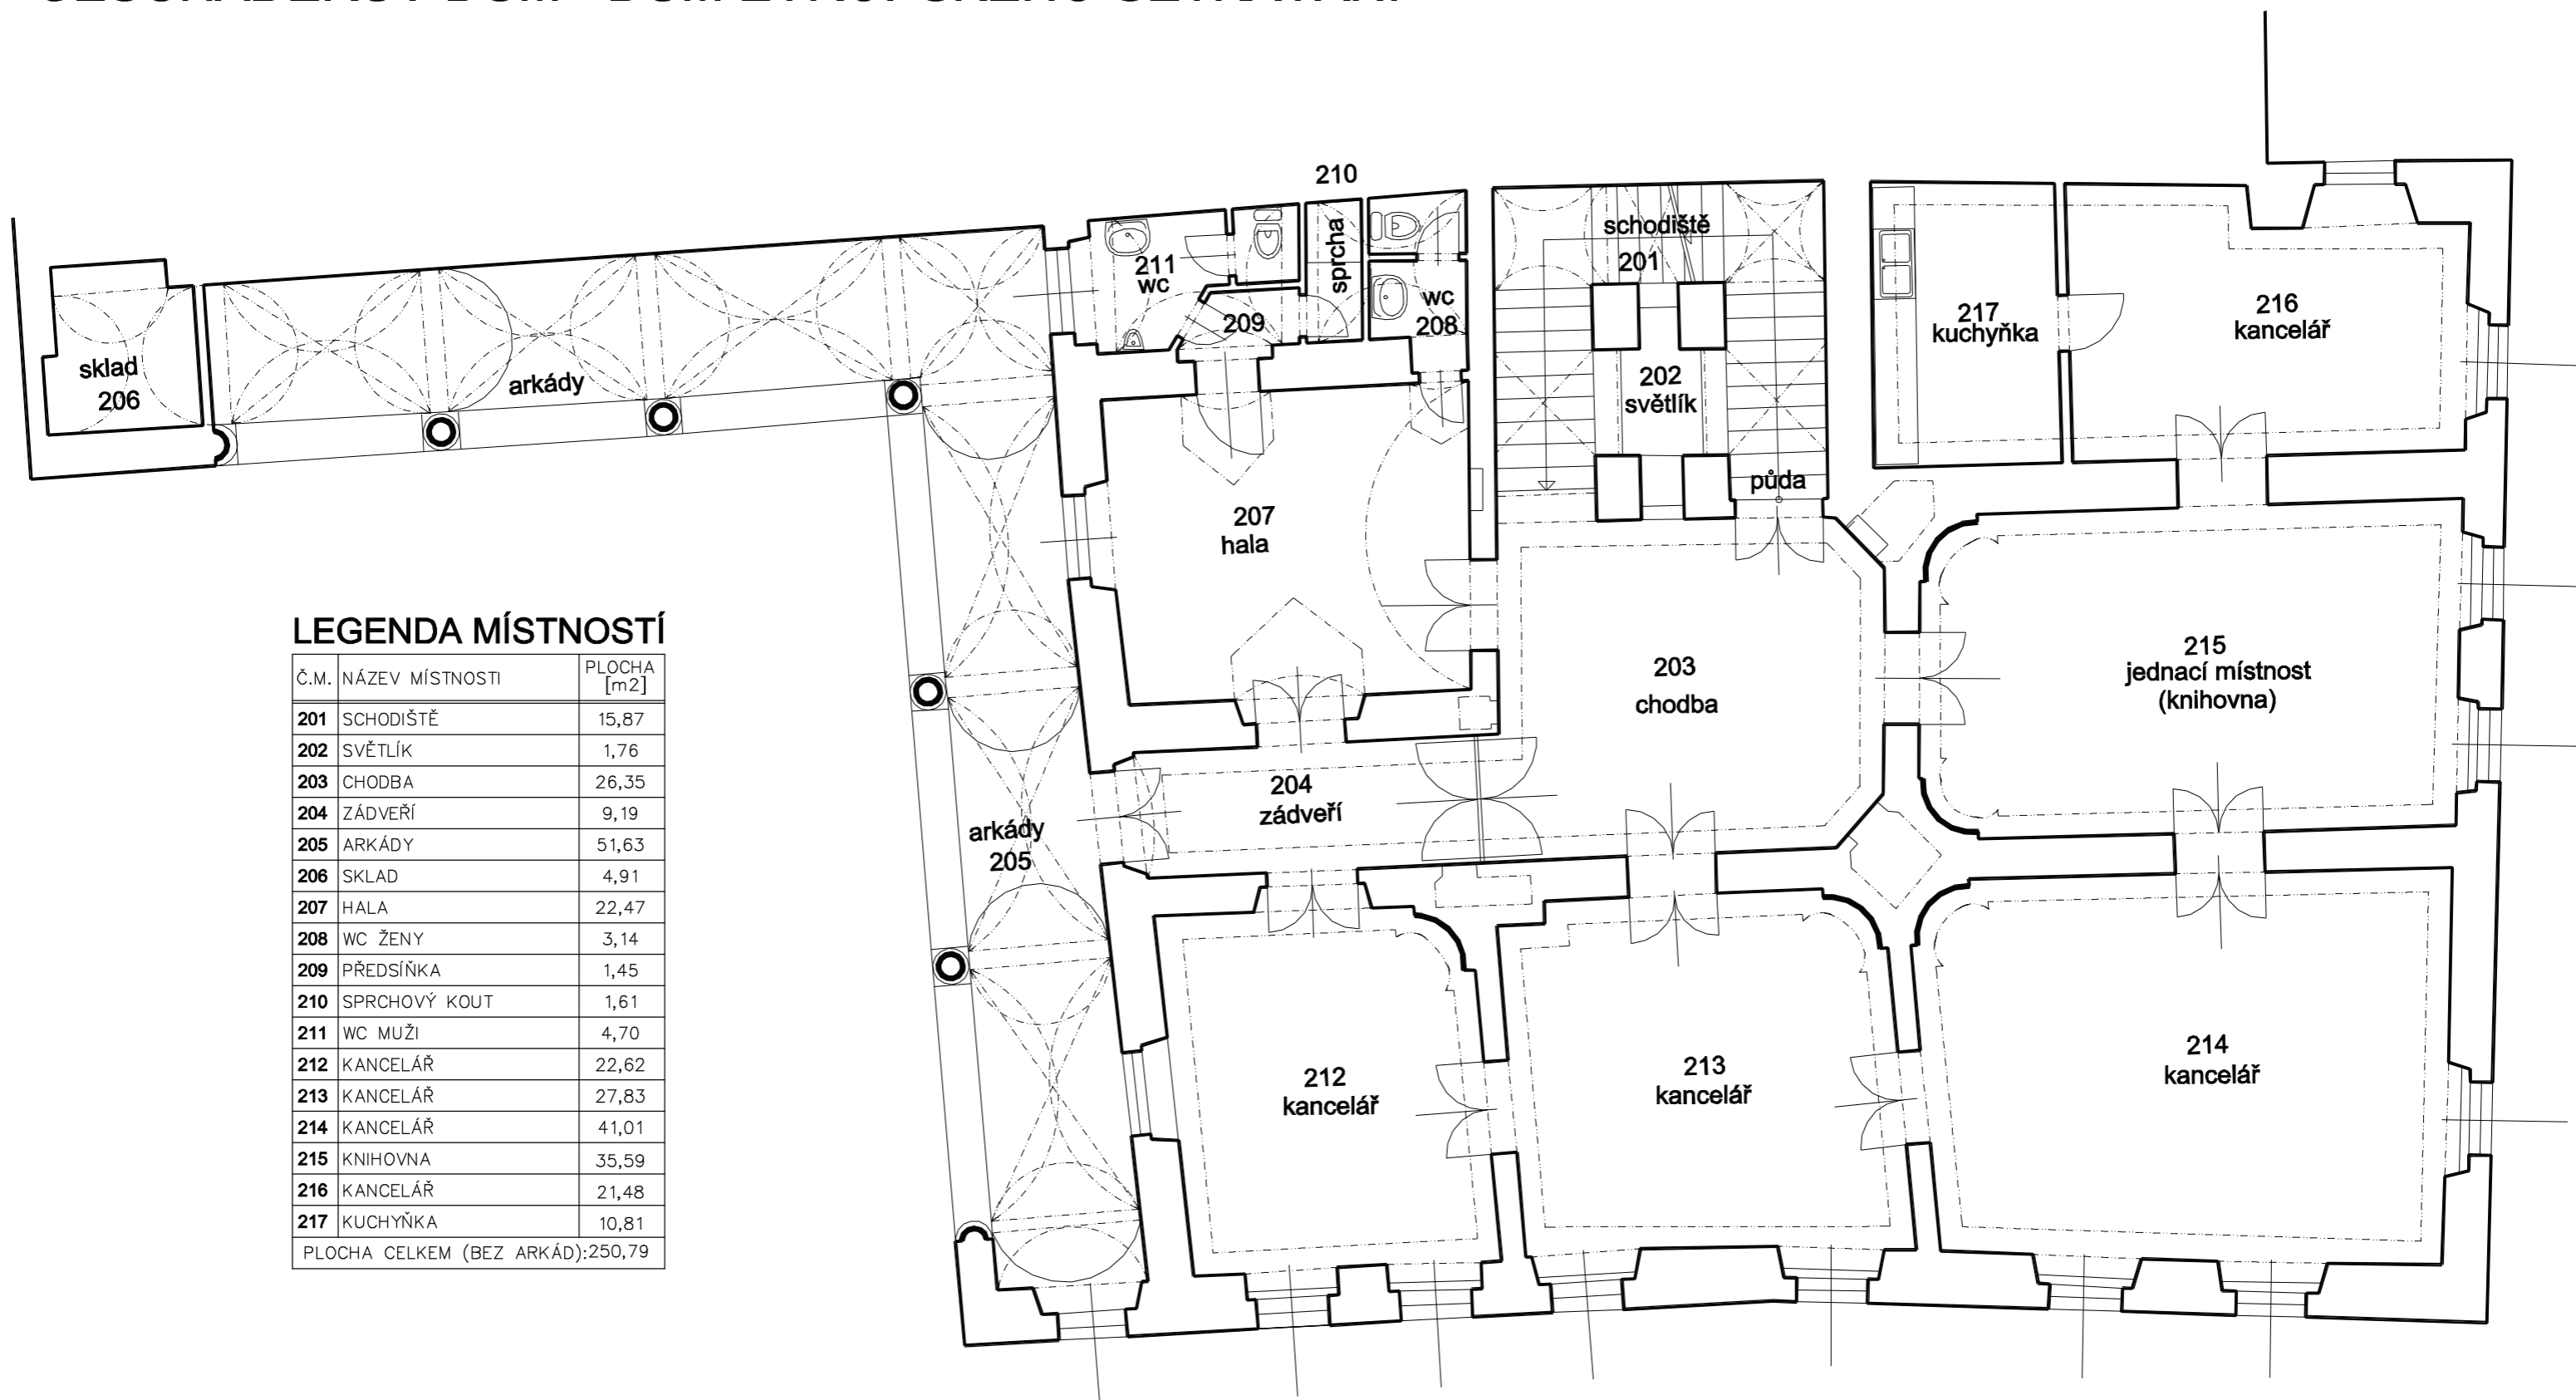 210
schodiště
201
sprcha
211
wc
209
wc
208
217
kuchyňka
216
kancelář
sklad
206
arkády
202
světlík
půda
207
hala
LEGENDA MÍSTNOSTÍ
Č.M. NÁZEV MÍSTNOSTI PLOCHA
[m2]
201 SCHODIŠTĚ 15,87
202 SVĚTLÍK 1,76
203 CHODBA 26,35
204 ZÁDVEŘÍ 9,19
205 ARKÁDY 51,63
206 SKLAD 4,91
207 HALA 22,47
208 WC ŽENY 3,14
209 PŘEDSÍŇKA 1,45
210 SPRCHOVÝ KOUT 1,61
211 WC MUŽI 4,70
212 KANCELÁŘ 22,62
213 KANCELÁŘ 27,83
214 KANCELÁŘ 41,01
215 KNIHOVNA 35,59
216 KANCELÁŘ 21,48
217 KUCHYŇKA 10,81
PLOCHA CELKEM (BEZ ARKÁD):250,79
203
chodba
215
jednací místnost
(knihovna)
204
zádveří
arkády
205
212
kancelář
213
kancelář
214
kancelář